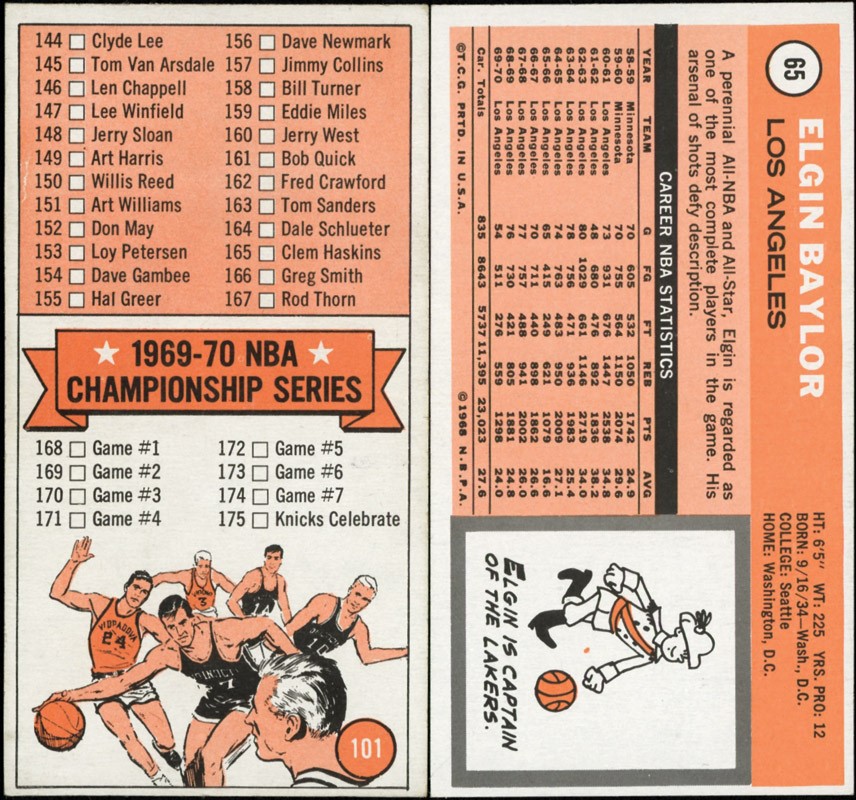 144 Clyde Lee
145 Tom Van Arsdale
146 Len Chappell
147 Lee Winfield
148 Jerry Sloan
149 Art Harris
150 Willis Reed
151 Art Williams
152 Don May
153 Loy Petersen
154 Dave Gambee
155 Hal Greer
156 Dave Newmark
157 Jimmy Collins
158 Bill Turner
159 Eddie Miles
160 Jerry West
161 Bob Quick
162 Fred Crawford
163 Tom Sanders
164 Dale Schlueter
165 Clem Haskins
166 Greg Smith
167 Rod Thorn
1969-70 NBA
CHAMPIONSHIP SERIES
168 Game #1
169 Game #2
170 Game #3
171 Game #4
172 Game #5
173 Game #6
174 Game #7
175 Knicks Celebrate
24
3
14
101
65
ELGIN BAYLOR
LOS ANGELES
HT: 6'5" WT: 225 YRS. PRO: 12
BORN: 9/16/34—Wash., D.C.
COLLEGE: Seattle
HOME: Washington, D.C.
A perennial All-NBA and All-Star, Elgin is regarded as
one of the most complete players in the game. His
arsenal of shots defy description.
CAREER NBA STATISTICS
YEAR TEAM G FG FT REB PTS AVG
58-59 Minnesota 70 605 532 1050 1742 24.9
59-60 Minnesota 70 755 564 1150 2074 29.6
60-61 Los Angeles 73 931 676 1447 2538 34.8
61-62 Los Angeles 48 680 476 892 1836 38.2
62-63 Los Angeles 80 1029 661 1146 2719 34.0
63-64 Los Angeles 78 756 471 936 1983 25.4
64-65 Los Angeles 74 763 483 950 2009 27.1
65-66 Los Angeles 65 415 249 621 1079 16.6
66-67 Los Angeles 70 711 440 898 1862 26.6
67-68 Los Angeles 77 757 488 941 2002 26.0
68-69 Los Angeles 76 730 421 805 1881 24.8
69-70 Los Angeles 54 511 276 559 1298 24.0
Car. Totals 835 8643 5737 11,395 23,023 27.6
©T.C.G. PRTD. IN U.S.A. ©1968 N.B.P.A.
ELGIN IS CAPTAIN
OF THE LAKERS.